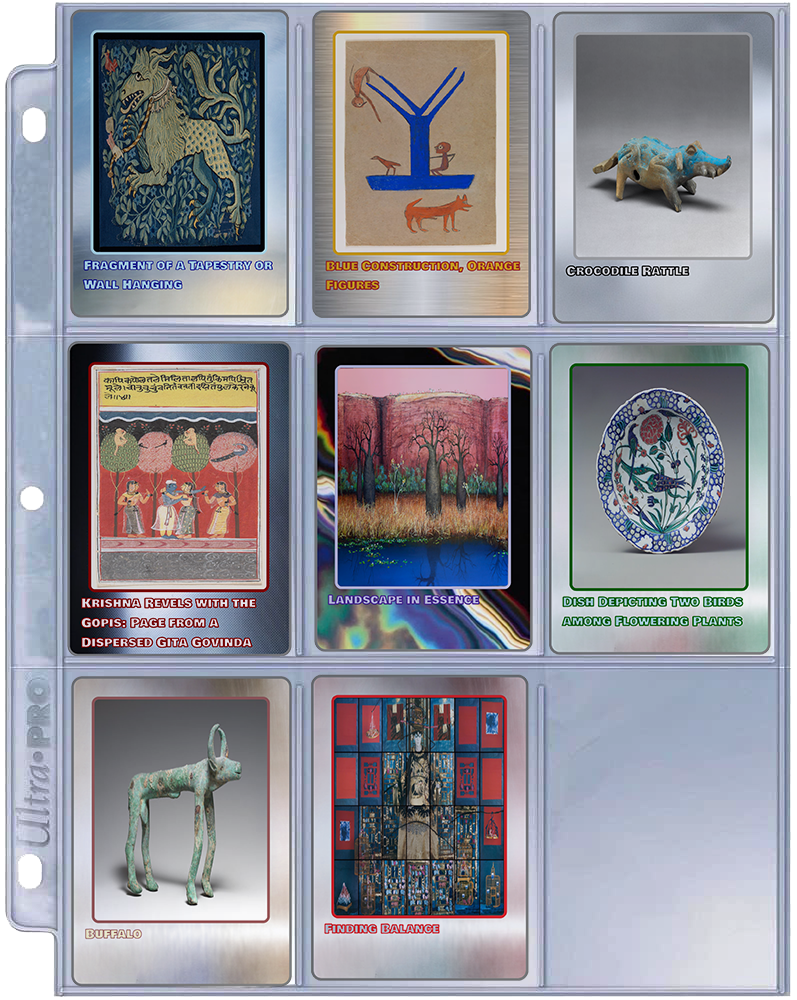 Fragment of a Tapestry or
Wall Hanging
Blue Construction, Orange
Figures
Crocodile Rattle
Krishna Revels with the
Gopis: Page from a
Dispersed Gita Govinda
Landscape in Essence
Dish Depicting Two Birds
among Flowering Plants
Ultra•PRO
Buffalo
Finding Balance